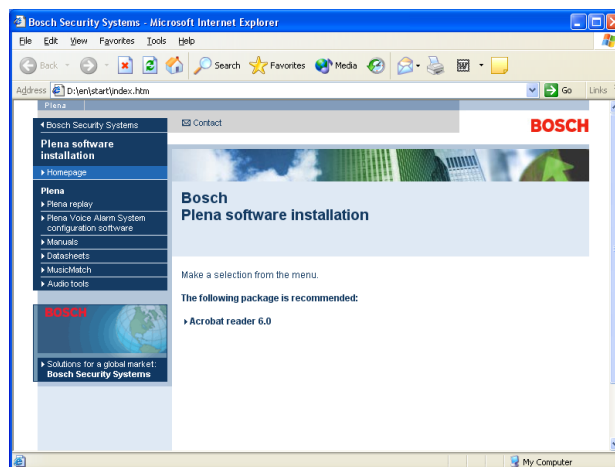 Bosch Security Systems - Microsoft Internet Explorer
File Edit View Favorites Tools Help
Back Search Favorites Media
Address D:\en\start\index.htm Go Links
Plena
Bosch Security Systems
Contact
BOSCH
Plena software
installation
Homepage
Plena
Plena replay
Plena Voice Alarm System
configuration software
Manuals
Datasheets
MusicMatch
Audio tools
Bosch
Plena software installation
Make a selection from the menu.
The following package is recommended:
Acrobat reader 6.0
BOSCH
Solutions for a global market:
Bosch Security Systems
My Computer